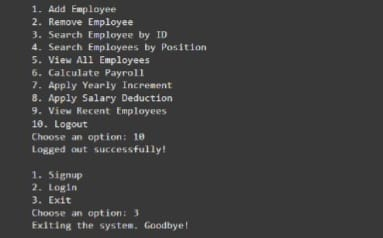 1. Add Employee
2. Remove Employee
3. Search Employee by ID
4. Search Employees by Position
5. View All Employees
6. Calculate Payroll
7. Apply Yearly Increment
8. Apply Salary Deduction
9. View Recent Employees
10. Logout
Choose an option: 10
Logged out successfully!

1. Signup
2. Login
3. Exit
Choose an option: 3
Exiting the system. Goodbye!